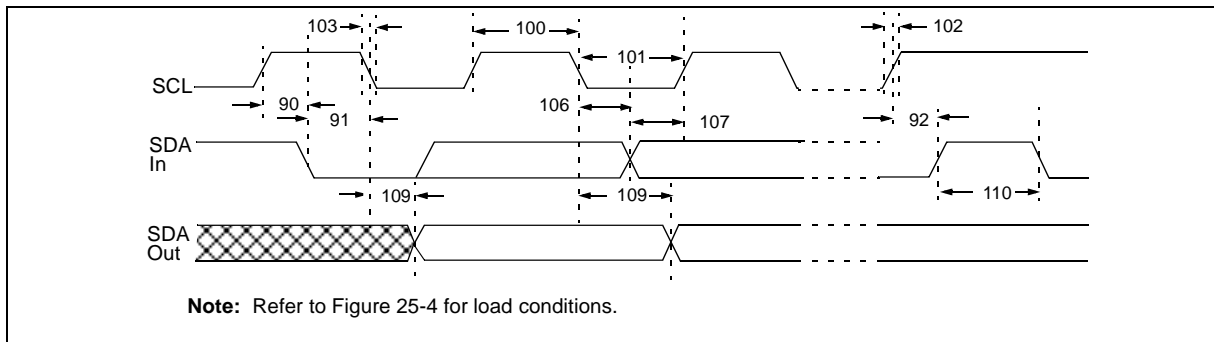 103
100
102
101
SCL
90
106
91
107
92
SDA
In
109
109
110
SDA
Out
Note: Refer to Figure 25-4 for load conditions.